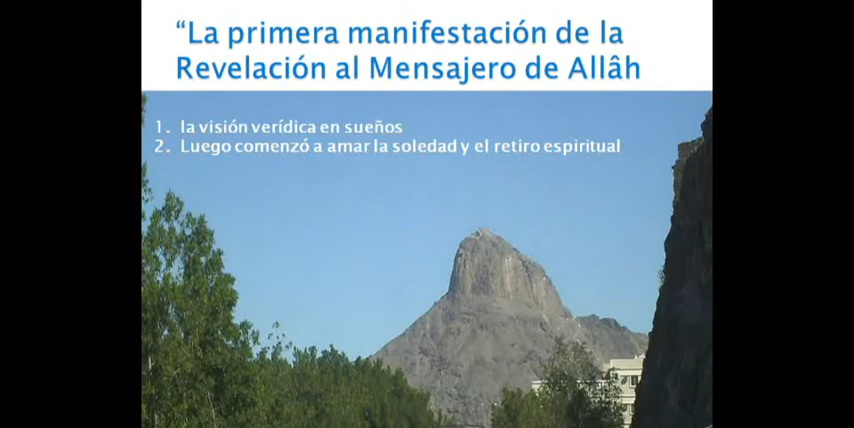 “La primera manifestación de la
Revelación al Mensajero de Allâh
1. la visión verídica en sueños
2. Luego comenzó a amar la soledad y el retiro espiritual